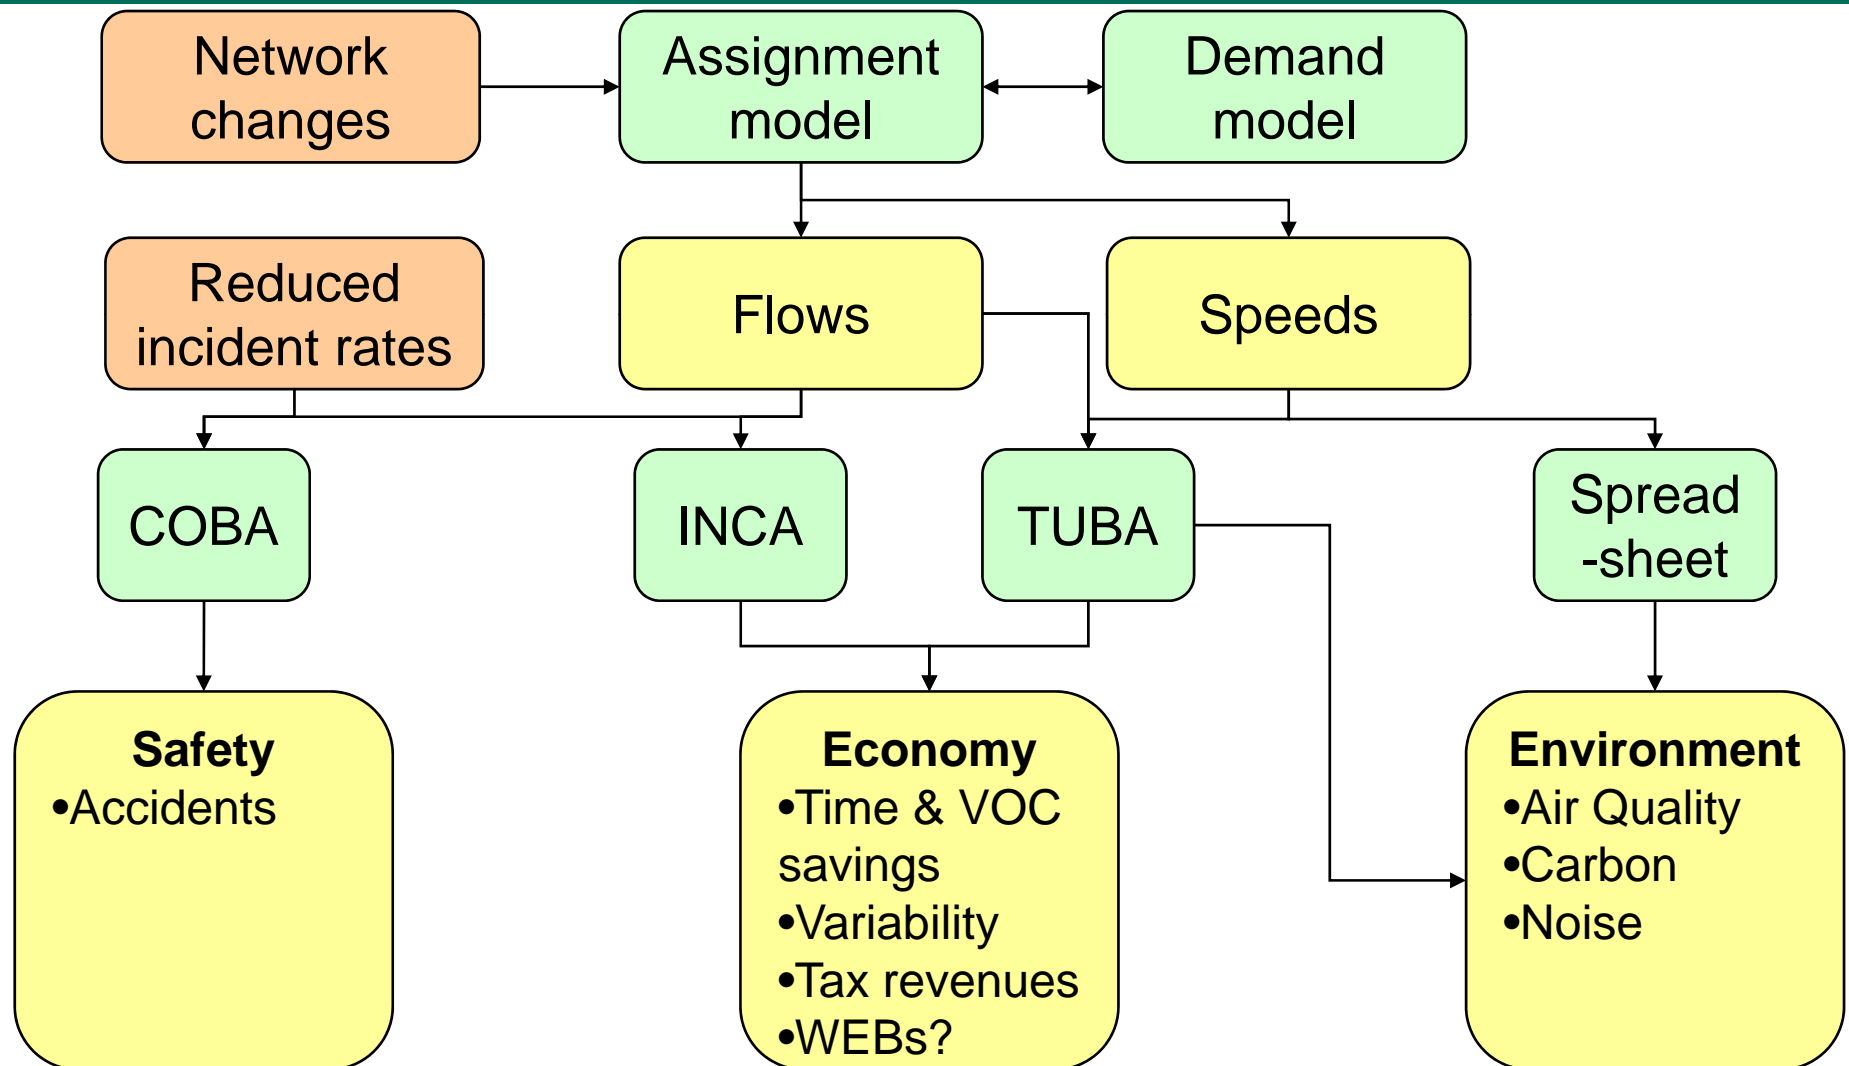 Network
changes
Assignment
model
Demand
model
Reduced
incident rates
Flows
Speeds
COBA
INCA
TUBA
Spread
-sheet
Safety
•Accidents
Economy
•Time & VOC
savings
•Variability
•Tax revenues
•WEBs?
Environment
•Air Quality
•Carbon
•Noise